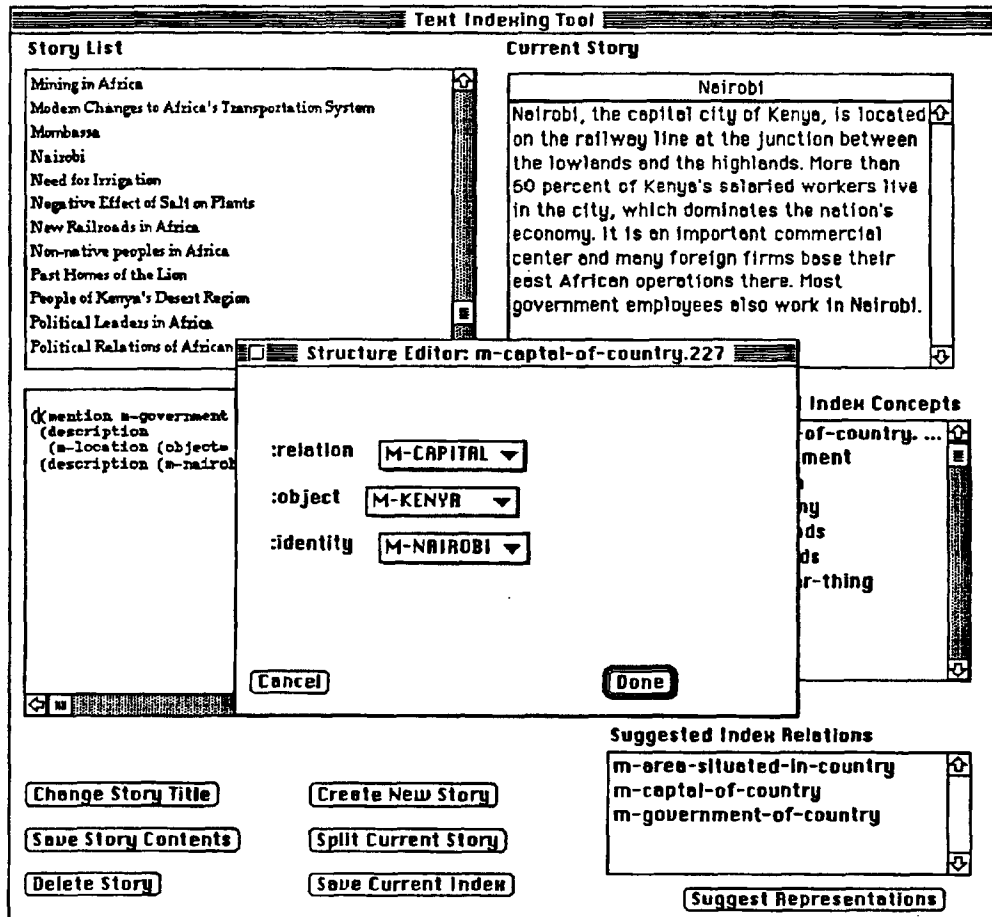 Text Indexing Tool
Story List
Mining in Africa
Modern Changes to Africa's Transportation System
Mombassa
Nairobi
Need for Irrigation
Negative Effect of Salt on Plants
New Railroads in Africa
Non-native peoples in Africa
Past Homes of the Lion
People of Kenya's Desert Region
Political Leaders in Africa
Political Relations of African
Current Story
Nairobi
Nairobi, the capital city of Kenya, is located
on the railway line at the junction between
the lowlands and the highlands. More than
50 percent of Kenya's salaried workers live
in the city, which dominates the nation's
economy. It is an important commercial
center and many foreign firms base their
east African operations there. Most
government employees also work in Nairobi.
Structure Editor: m-captal-of-country.227
:relation M-CAPITAL
:object M-KENYA
:identity M-NAIROBI
Cancel Done
(mention m-government
(description
(m-location (object=
(description (m-nairob
Index Concepts
-of-country. ...
ment
ny
ds
ds
r-thing
Suggested Index Relations
m-area-situated-in-country
m-captal-of-country
m-government-of-country
Change Story Title Create New Story
Save Story Contents Split Current Story
Delete Story Save Current Index
Suggest Representations